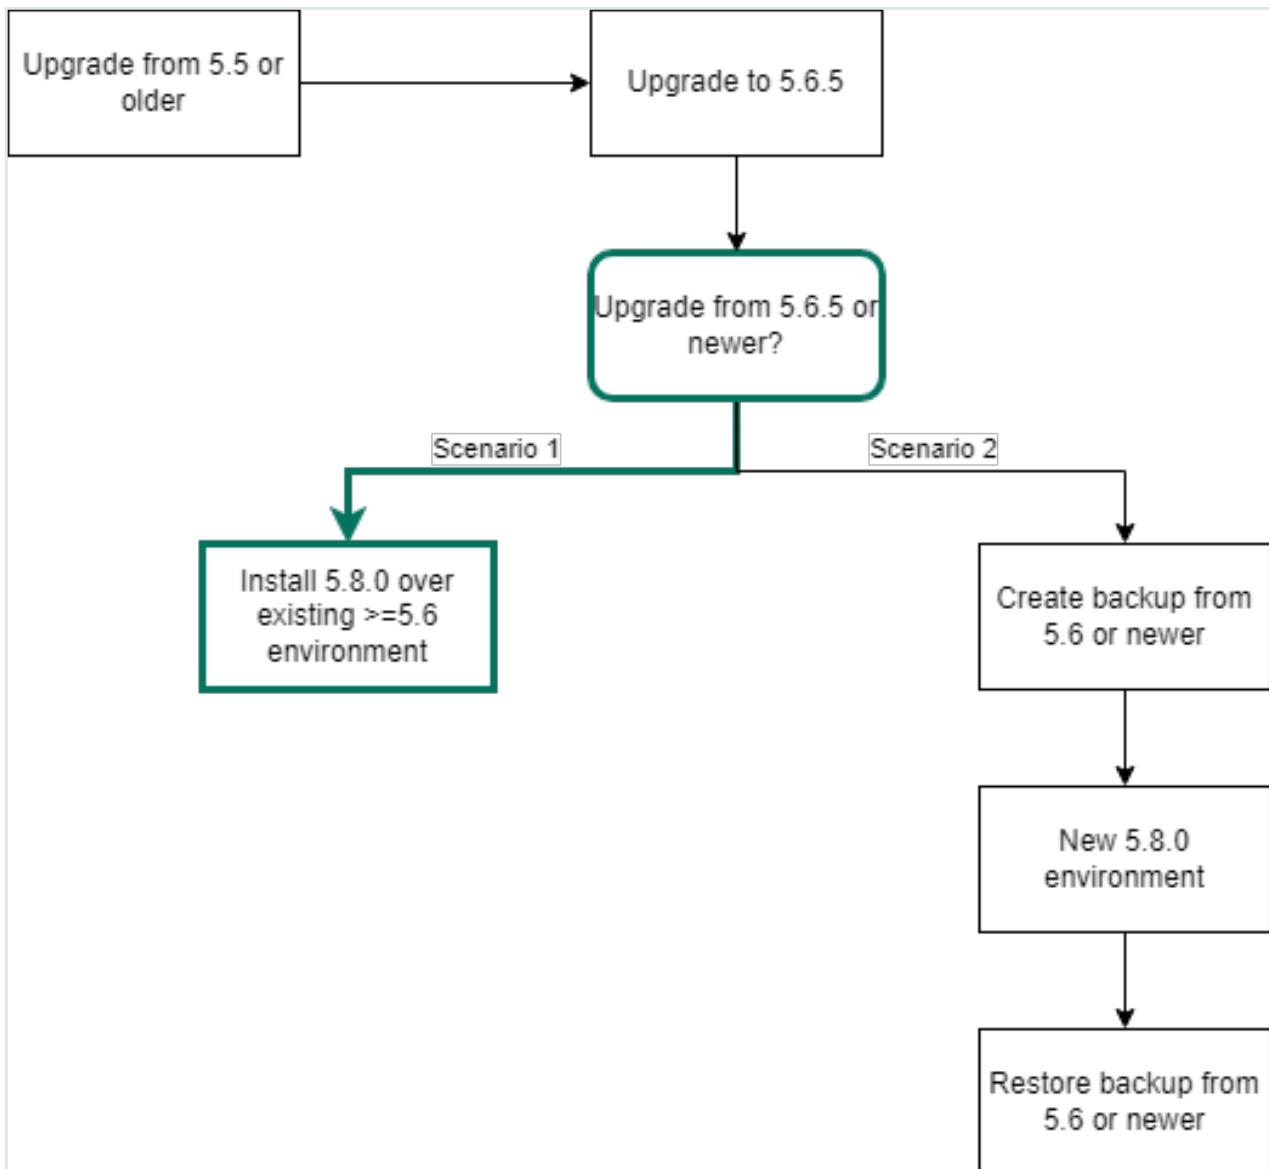 Upgrade from 5.5 or
older
Upgrade to 5.6.5
Upgrade from 5.6.5 or
newer?
Scenario 1
Scenario 2
Install 5.8.0 over
existing >=5.6
environment
Create backup from
5.6 or newer
New 5.8.0
environment
Restore backup from
5.6 or newer